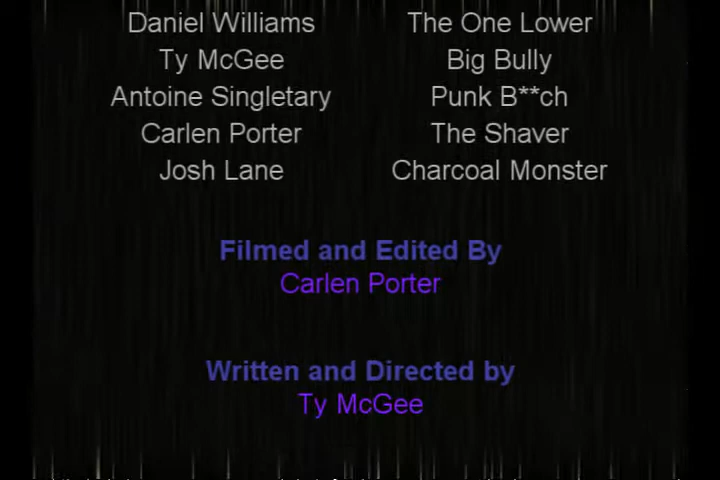 Daniel Williams The One Lower
Ty McGee Big Bully
Antoine Singletary Punk B**ch
Carlen Porter The Shaver
Josh Lane Charcoal Monster
Filmed and Edited By
Carlen Porter
Written and Directed by
Ty McGee